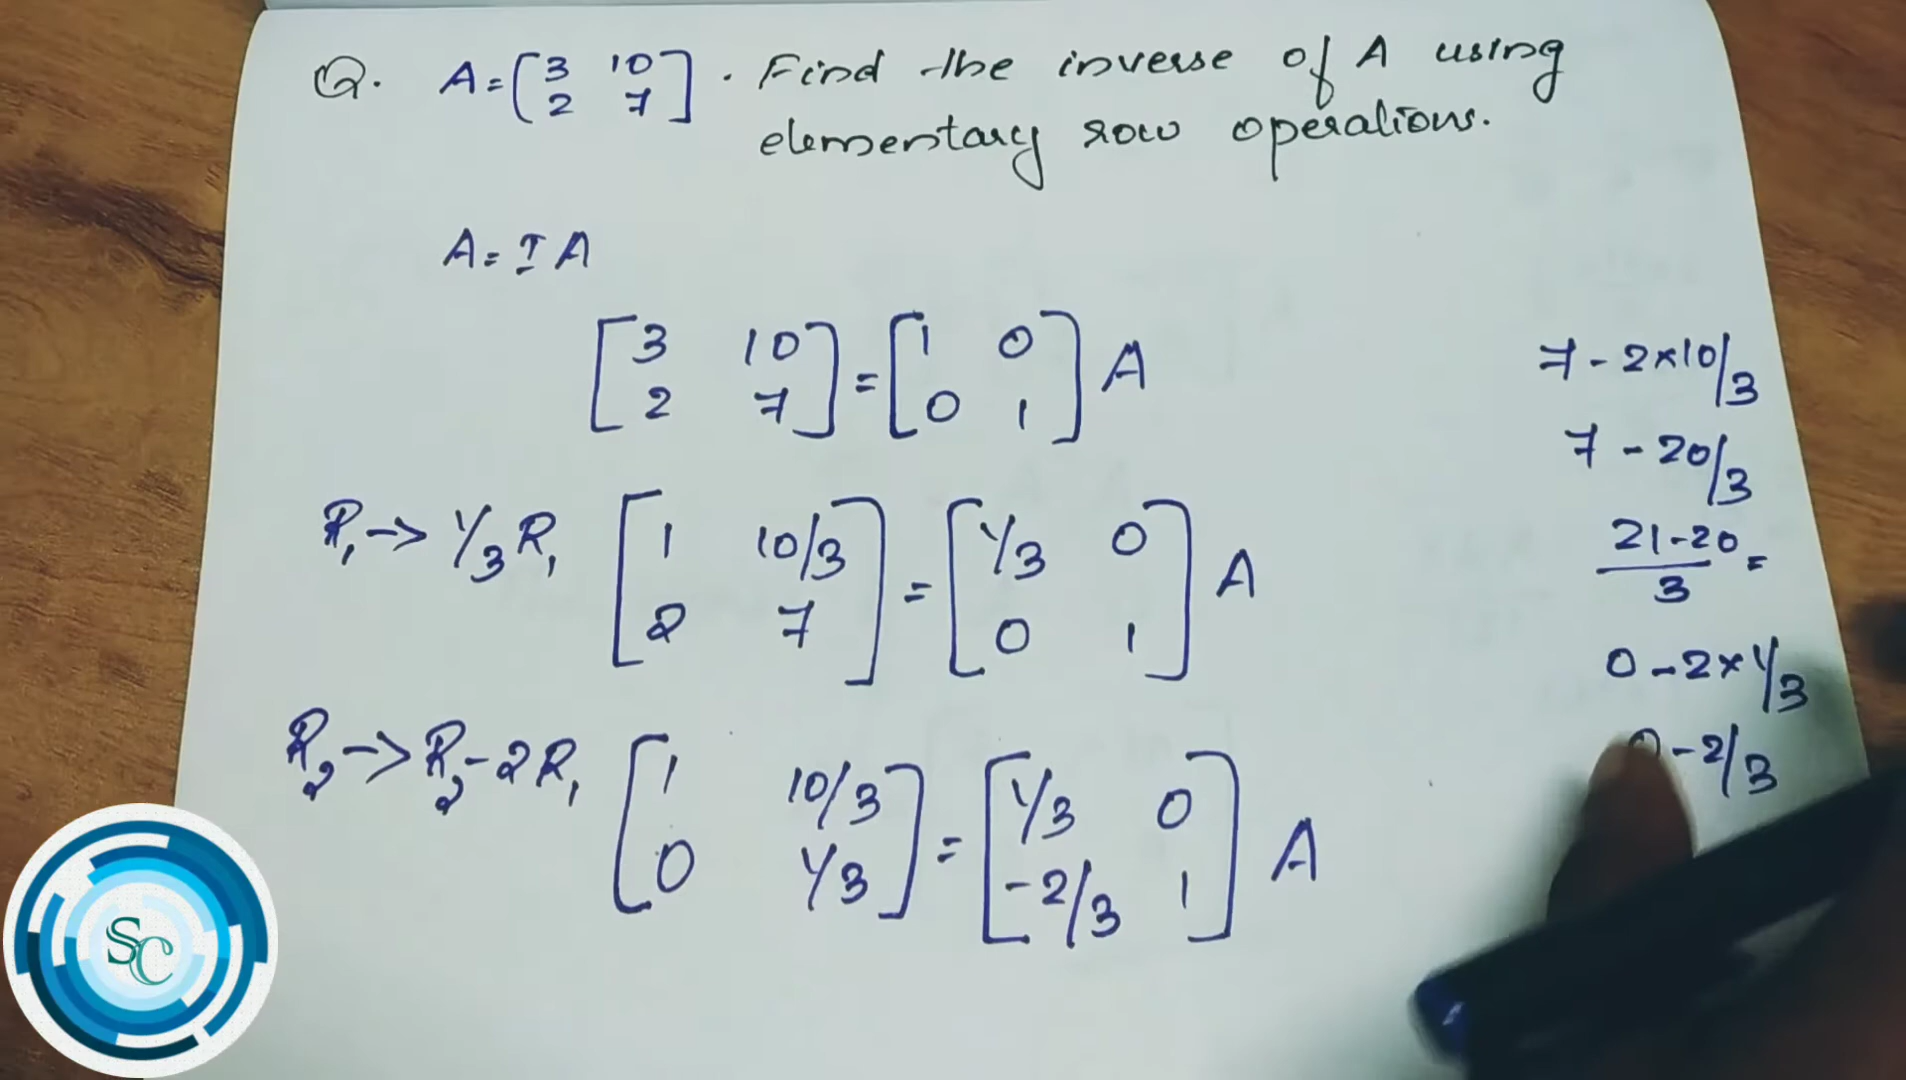 Q. A = [3 10] . Find the inverse of A using
[2 7] elementary row operations.
A = I A
[3 10] = [1 0] A
[2 7] [0 1]
R₁ → 1/3 R₁ [1 10/3] = [1/3 0] A
[2 7] [0 1]
R₂ → R₂ - 2R₁ [1 10/3] = [1/3 0] A
[0 1/3] [-2/3 1]
7 - 2×10/3
7 - 20/3
21-20/3 =
0 - 2×1/3
0 - 2/3
SC